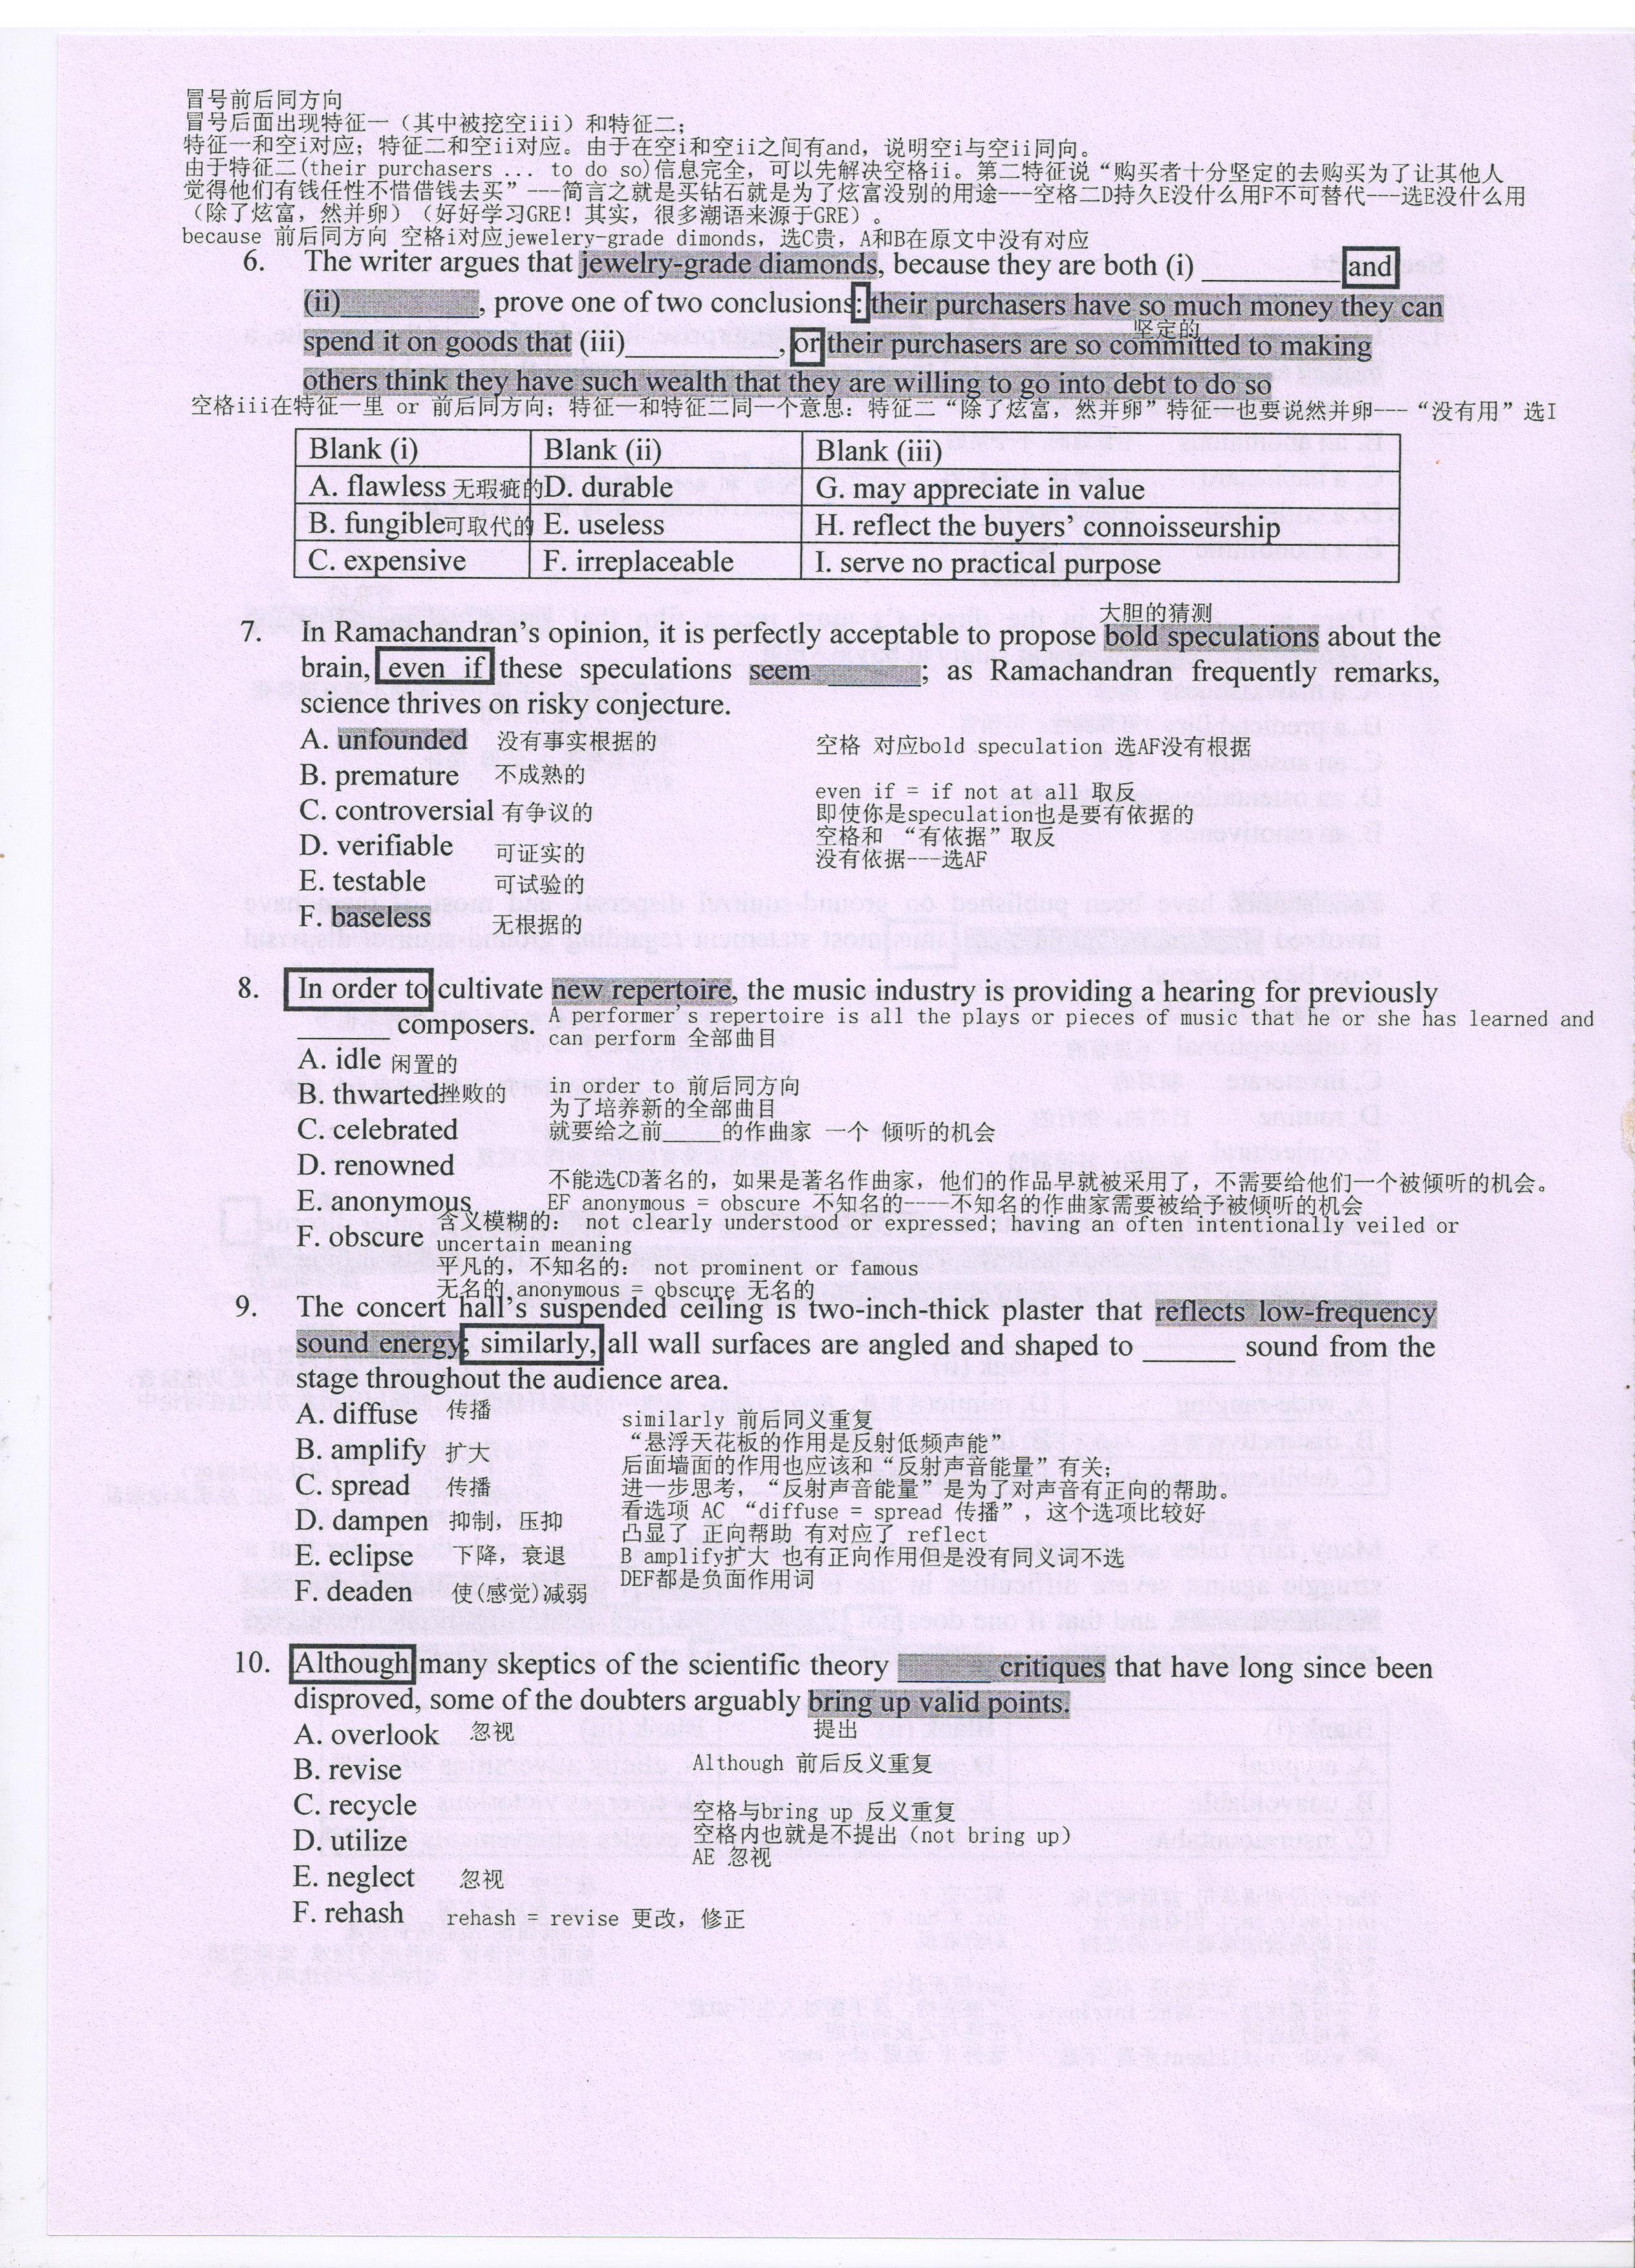 冒号前后同方向
冒号后面出现特征一（其中被挖空iii）和特征二；
特征一和空i对应；特征二和空ii对应。由于在空i和空ii之间有and，说明空i与空ii同向。
由于特征二(their purchasers ... to do so)信息完全，可以先解决空格ii。第二特征说“购买者十分坚定的去购买为了让其他人
觉得他们有钱任性不惜借钱去买”---简言之就是买钻石就是为了炫富没别的用途---空格二D持久E没什么用F不可替代---选E没什么用
（除了炫富，然并卵）（好好学习GRE！其实，很多潮语来源于GRE）。
because 前后同方向 空格i对应jewelery-grade dimonds，选C贵，A和B在原文中没有对应
6. The writer argues that jewelry-grade diamonds, because they are both (i) ________ and
(ii)________, prove one of two conclusions: their purchasers have so much money they can
坚定的
spend it on goods that (iii)________, or their purchasers are so committed to making
others think they have such wealth that they are willing to go into debt to do so
空格iii在特征一里 or 前后同方向；特征一和特征二同一个意思：特征二“除了炫富，然并卵”特征一也要说然并卵---“没有用”选I
Blank (i) Blank (ii) Blank (iii)
A. flawless 无瑕疵的 D. durable G. may appreciate in value
B. fungible可取代的 E. useless H. reflect the buyers’ connoisseurship
C. expensive F. irreplaceable I. serve no practical purpose
大胆的猜测
7. In Ramachandran’s opinion, it is perfectly acceptable to propose bold speculations about the
brain, even if these speculations seem ______; as Ramachandran frequently remarks,
science thrives on risky conjecture.
A. unfounded 没有事实根据的 空格 对应bold speculation 选AF没有根据
B. premature 不成熟的
even if = if not at all 取反
C. controversial 有争议的 即使你是speculation也是要有依据的
空格和 “有依据”取反
D. verifiable 可证实的 没有依据---选AF
E. testable 可试验的
F. baseless 无根据的
8. In order to cultivate new repertoire, the music industry is providing a hearing for previously
______ composers. A performer's repertoire is all the plays or pieces of music that he or she has learned and
can perform 全部曲目
A. idle 闲置的
B. thwarted挫败的 in order to 前后同方向
为了培养新的全部曲目
C. celebrated 就要给之前____的作曲家 一个 倾听的机会
D. renowned 不能选CD著名的，如果是著名作曲家，他们的作品早就被采用了，不需要给他们一个被倾听的机会。
E. anonymous EF anonymous = obscure 不知名的----不知名的作曲家需要被给予被倾听的机会
含义模糊的： not clearly understood or expressed; having an often intentionally veiled or
F. obscure uncertain meaning
平凡的，不知名的： not prominent or famous
无名的 anonymous = obscure 无名的
9. The concert hall’s suspended ceiling is two-inch-thick plaster that reflects low-frequency
sound energy; similarly, all wall surfaces are angled and shaped to ______ sound from the
stage throughout the audience area.
A. diffuse 传播 similarly 前后同义重复
“悬浮天花板的作用是反射低频声能”
B. amplify 扩大 后面墙面的作用也应该和“反射声音能量”有关；
C. spread 传播 进一步思考，“反射声音能量”是为了对声音有正向的帮助。
看选项 AC “diffuse = spread 传播”，这个选项比较好
D. dampen 抑制，压抑 凸显了 正向帮助 有对应了 reflect
E. eclipse 下降，衰退 B amplify扩大 也有正向作用但是没有同义词不选
DEF都是负面作用词
F. deaden 使(感觉)减弱
10. Although many skeptics of the scientific theory ______ critiques that have long since been
disproved, some of the doubters arguably bring up valid points.
A. overlook 忽视 提出
B. revise Although 前后反义重复
C. recycle 空格与bring up 反义重复
D. utilize 空格内也就是不提出（not bring up）
AE 忽视
E. neglect 忽视
F. rehash rehash = revise 更改，修正